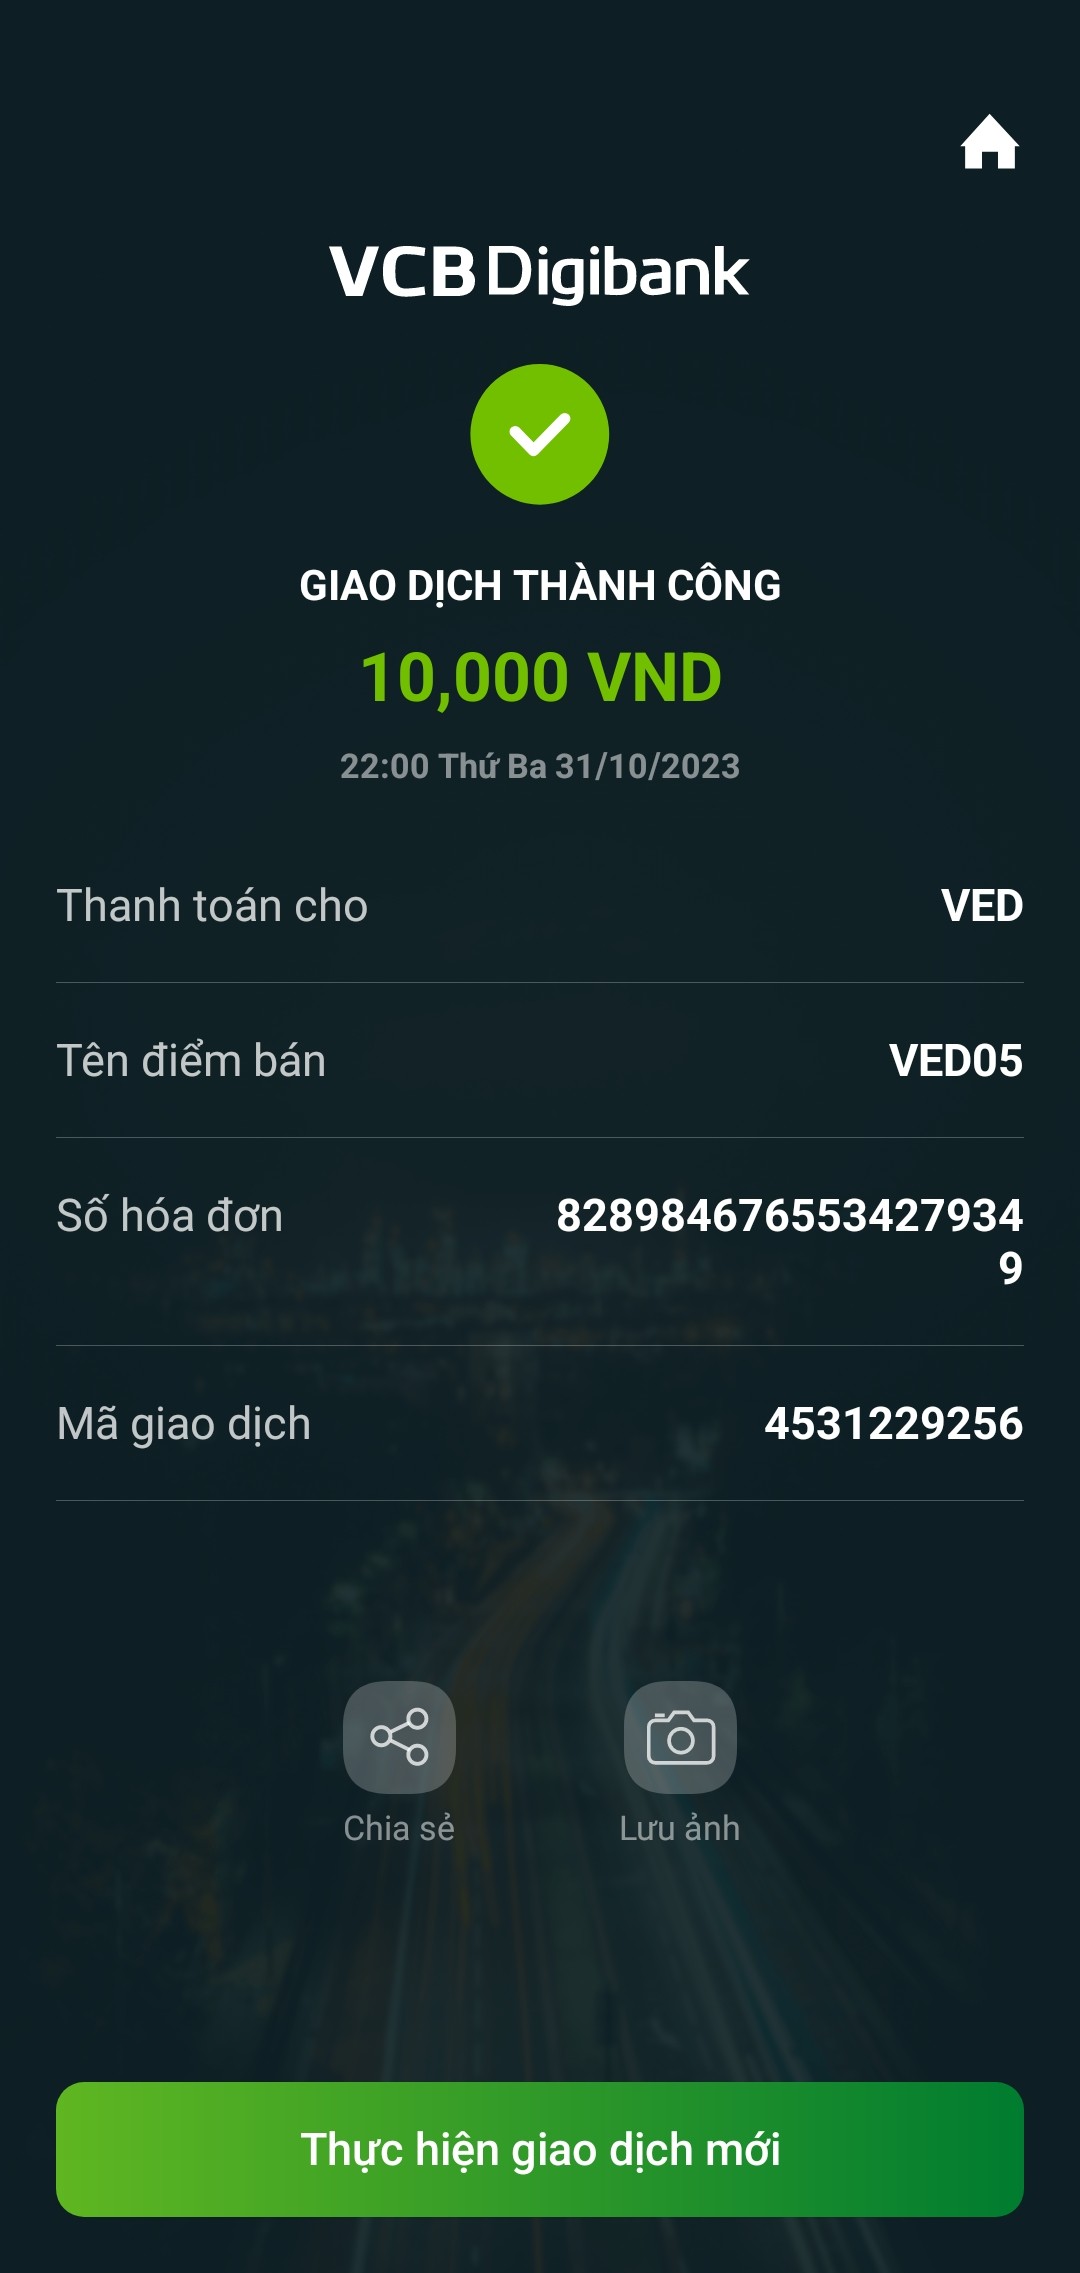 VCB Digibank
GIAO DỊCH THÀNH CÔNG
10,000 VND
22:00 Thứ Ba 31/10/2023
Thanh toán cho VED
Tên điểm bán VED05
Số hóa đơn 828984676553427934
9
Mã giao dịch 4531229256
Chia sẻ Lưu ảnh
Thực hiện giao dịch mới